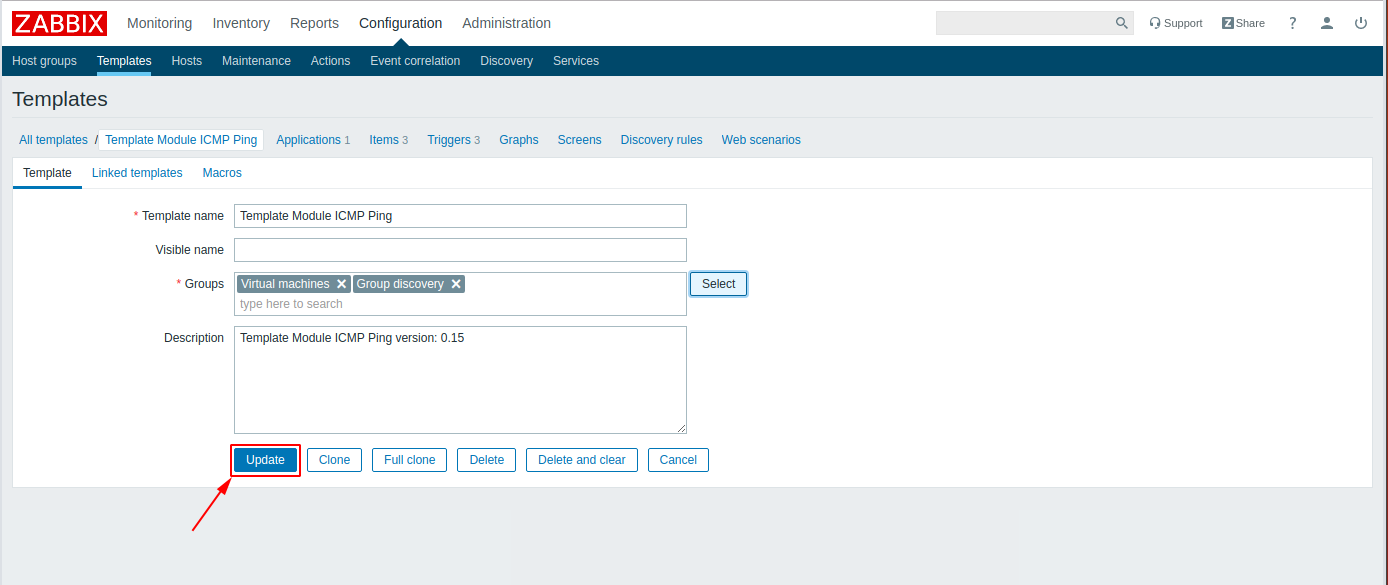 ZABBIX Monitoring Inventory Reports Configuration Administration Support Z Share ?
Host groups Templates Hosts Maintenance Actions Event correlation Discovery Services
Templates
All templates / Template Module ICMP Ping Applications 1 Items 3 Triggers 3 Graphs Screens Discovery rules Web scenarios
Template Linked templates Macros
* Template name Template Module ICMP Ping
Visible name
* Groups Virtual machines Group discovery Select
type here to search
Description Template Module ICMP Ping version: 0.15
Update Clone Full clone Delete Delete and clear Cancel